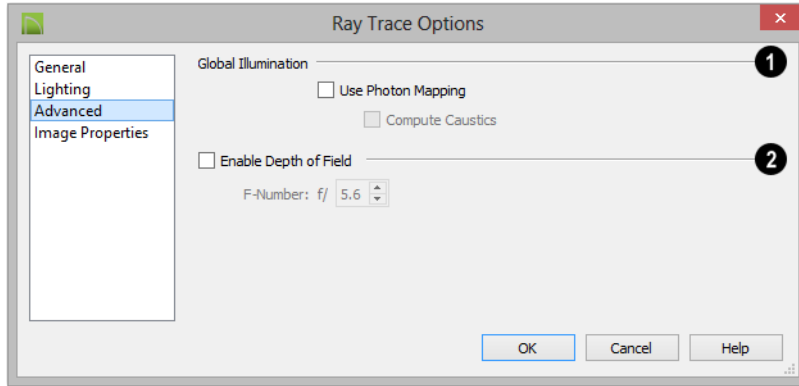 Ray Trace Options
General
Lighting
Advanced
Image Properties
Global Illumination
1
Use Photon Mapping
Compute Caustics
Enable Depth of Field
2
F-Number: f/ 5.6
OK Cancel Help